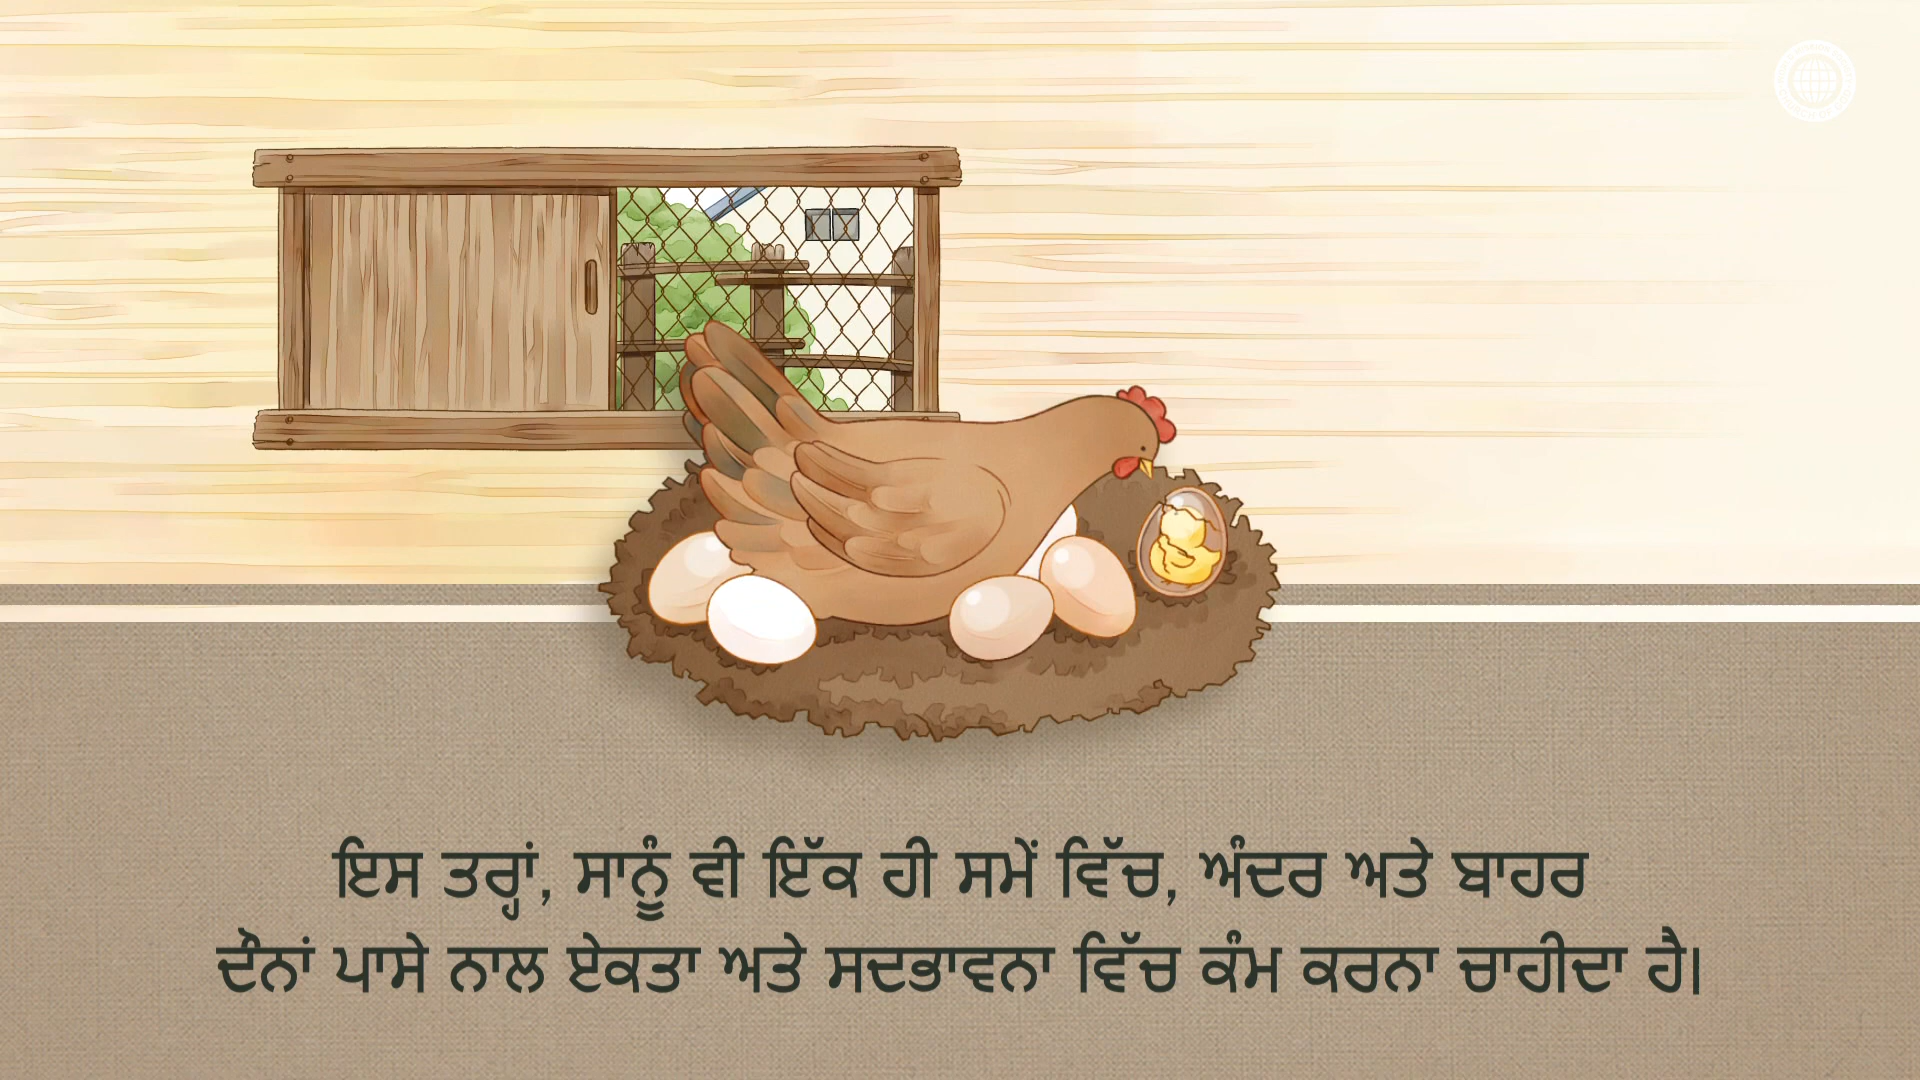 ਇਸ ਤਰ੍ਹਾਂ, ਸਾਨੂੰ ਵੀ ਇੱਕ ਹੀ ਸਮੇਂ ਵਿੱਚ, ਅੰਦਰ ਅਤੇ ਬਾਹਰ
ਦੌਨਾਂ ਪਾਸੇ ਨਾਲ ਏਕਤਾ ਅਤੇ ਸਦਭਾਵਨਾ ਵਿੱਚ ਕੰਮ ਕਰਨਾ ਚਾਹੀਦਾ ਹੈ।